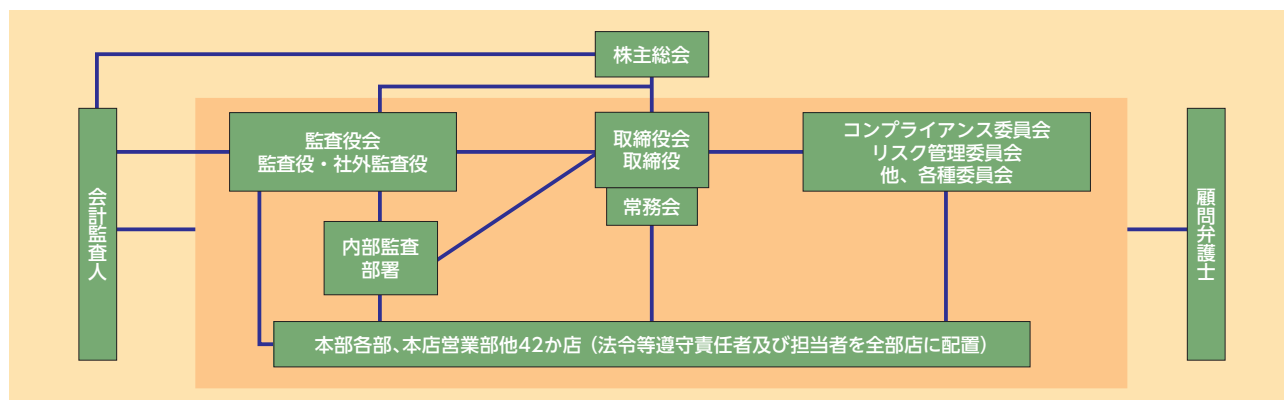 株主総会
監査役会
監査役・社外監査役
取締役会
取締役
常務会
コンプライアンス委員会
リスク管理委員会
他、各種委員会
会計監査人
内部監査
部署
顧問弁護士
本部各部、本店営業部他42か店（法令等遵守責任者及び担当者を全部店に配置）